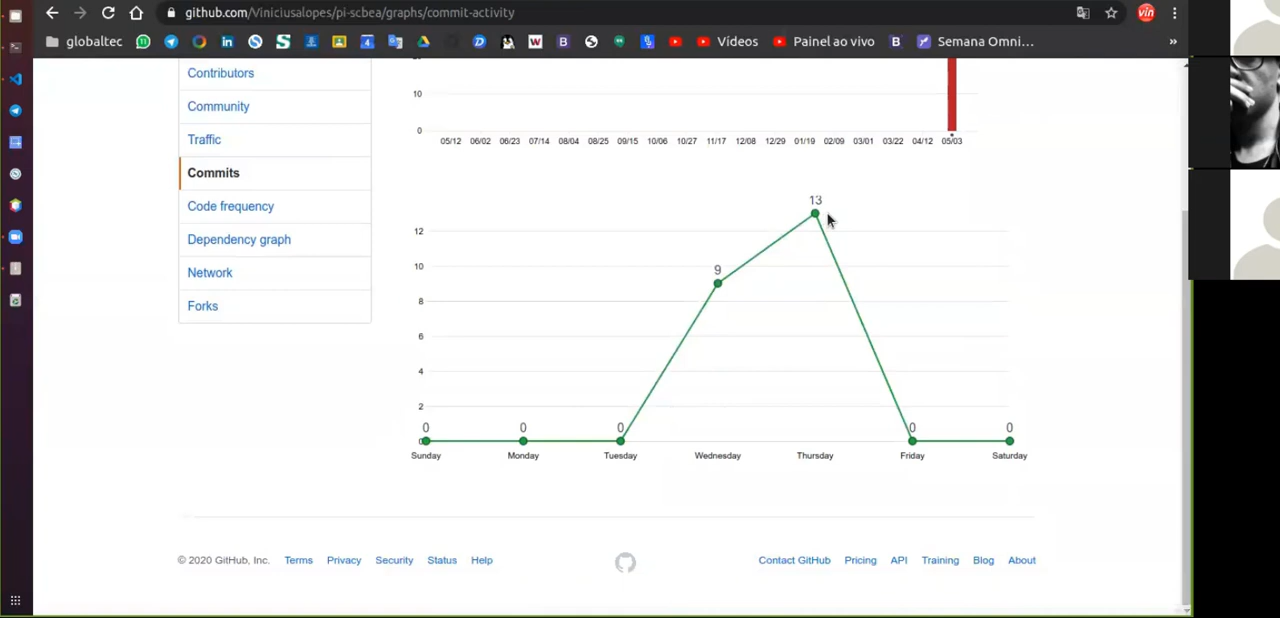 github.com/Viniciusalopes/pi-scbea/graphs/commit-activity
vin
globaltec
Vídeos
Painel ao vivo
Semana Omni…
»
Contributors
Community
Traffic
Commits
Code frequency
Dependency graph
Network
Forks
10
0
05/12 06/02 06/23 07/14 08/04 08/25 09/15 10/06 10/27 11/17 12/08 12/29 01/19 02/09 03/01 03/22 04/12 05/03
13
12
9
10
8
6
4
2
0 0 0 0 0
0
Sunday Monday Tuesday Wednesday Thursday Friday Saturday
© 2020 GitHub, Inc. Terms Privacy Security Status Help
Contact GitHub Pricing API Training Blog About